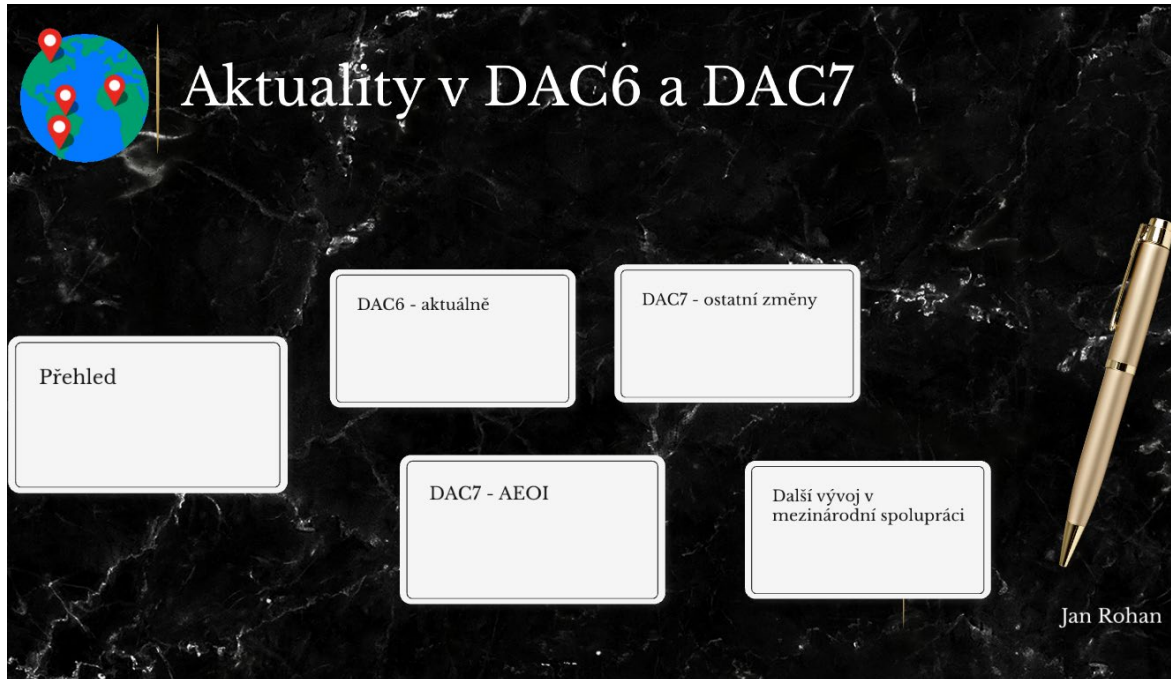 Aktuality v DAC6 a DAC7
Přehled
DAC6 - aktuálně
DAC7 - AEOI
DAC7 - ostatní změny
Další vývoj v
mezinárodní spolupráci
Jan Rohan